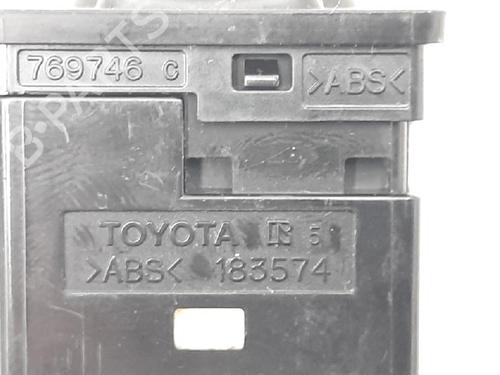 769746 C
>ABS<
TOYOTA 5
>ABS< 183574
B-PARTS